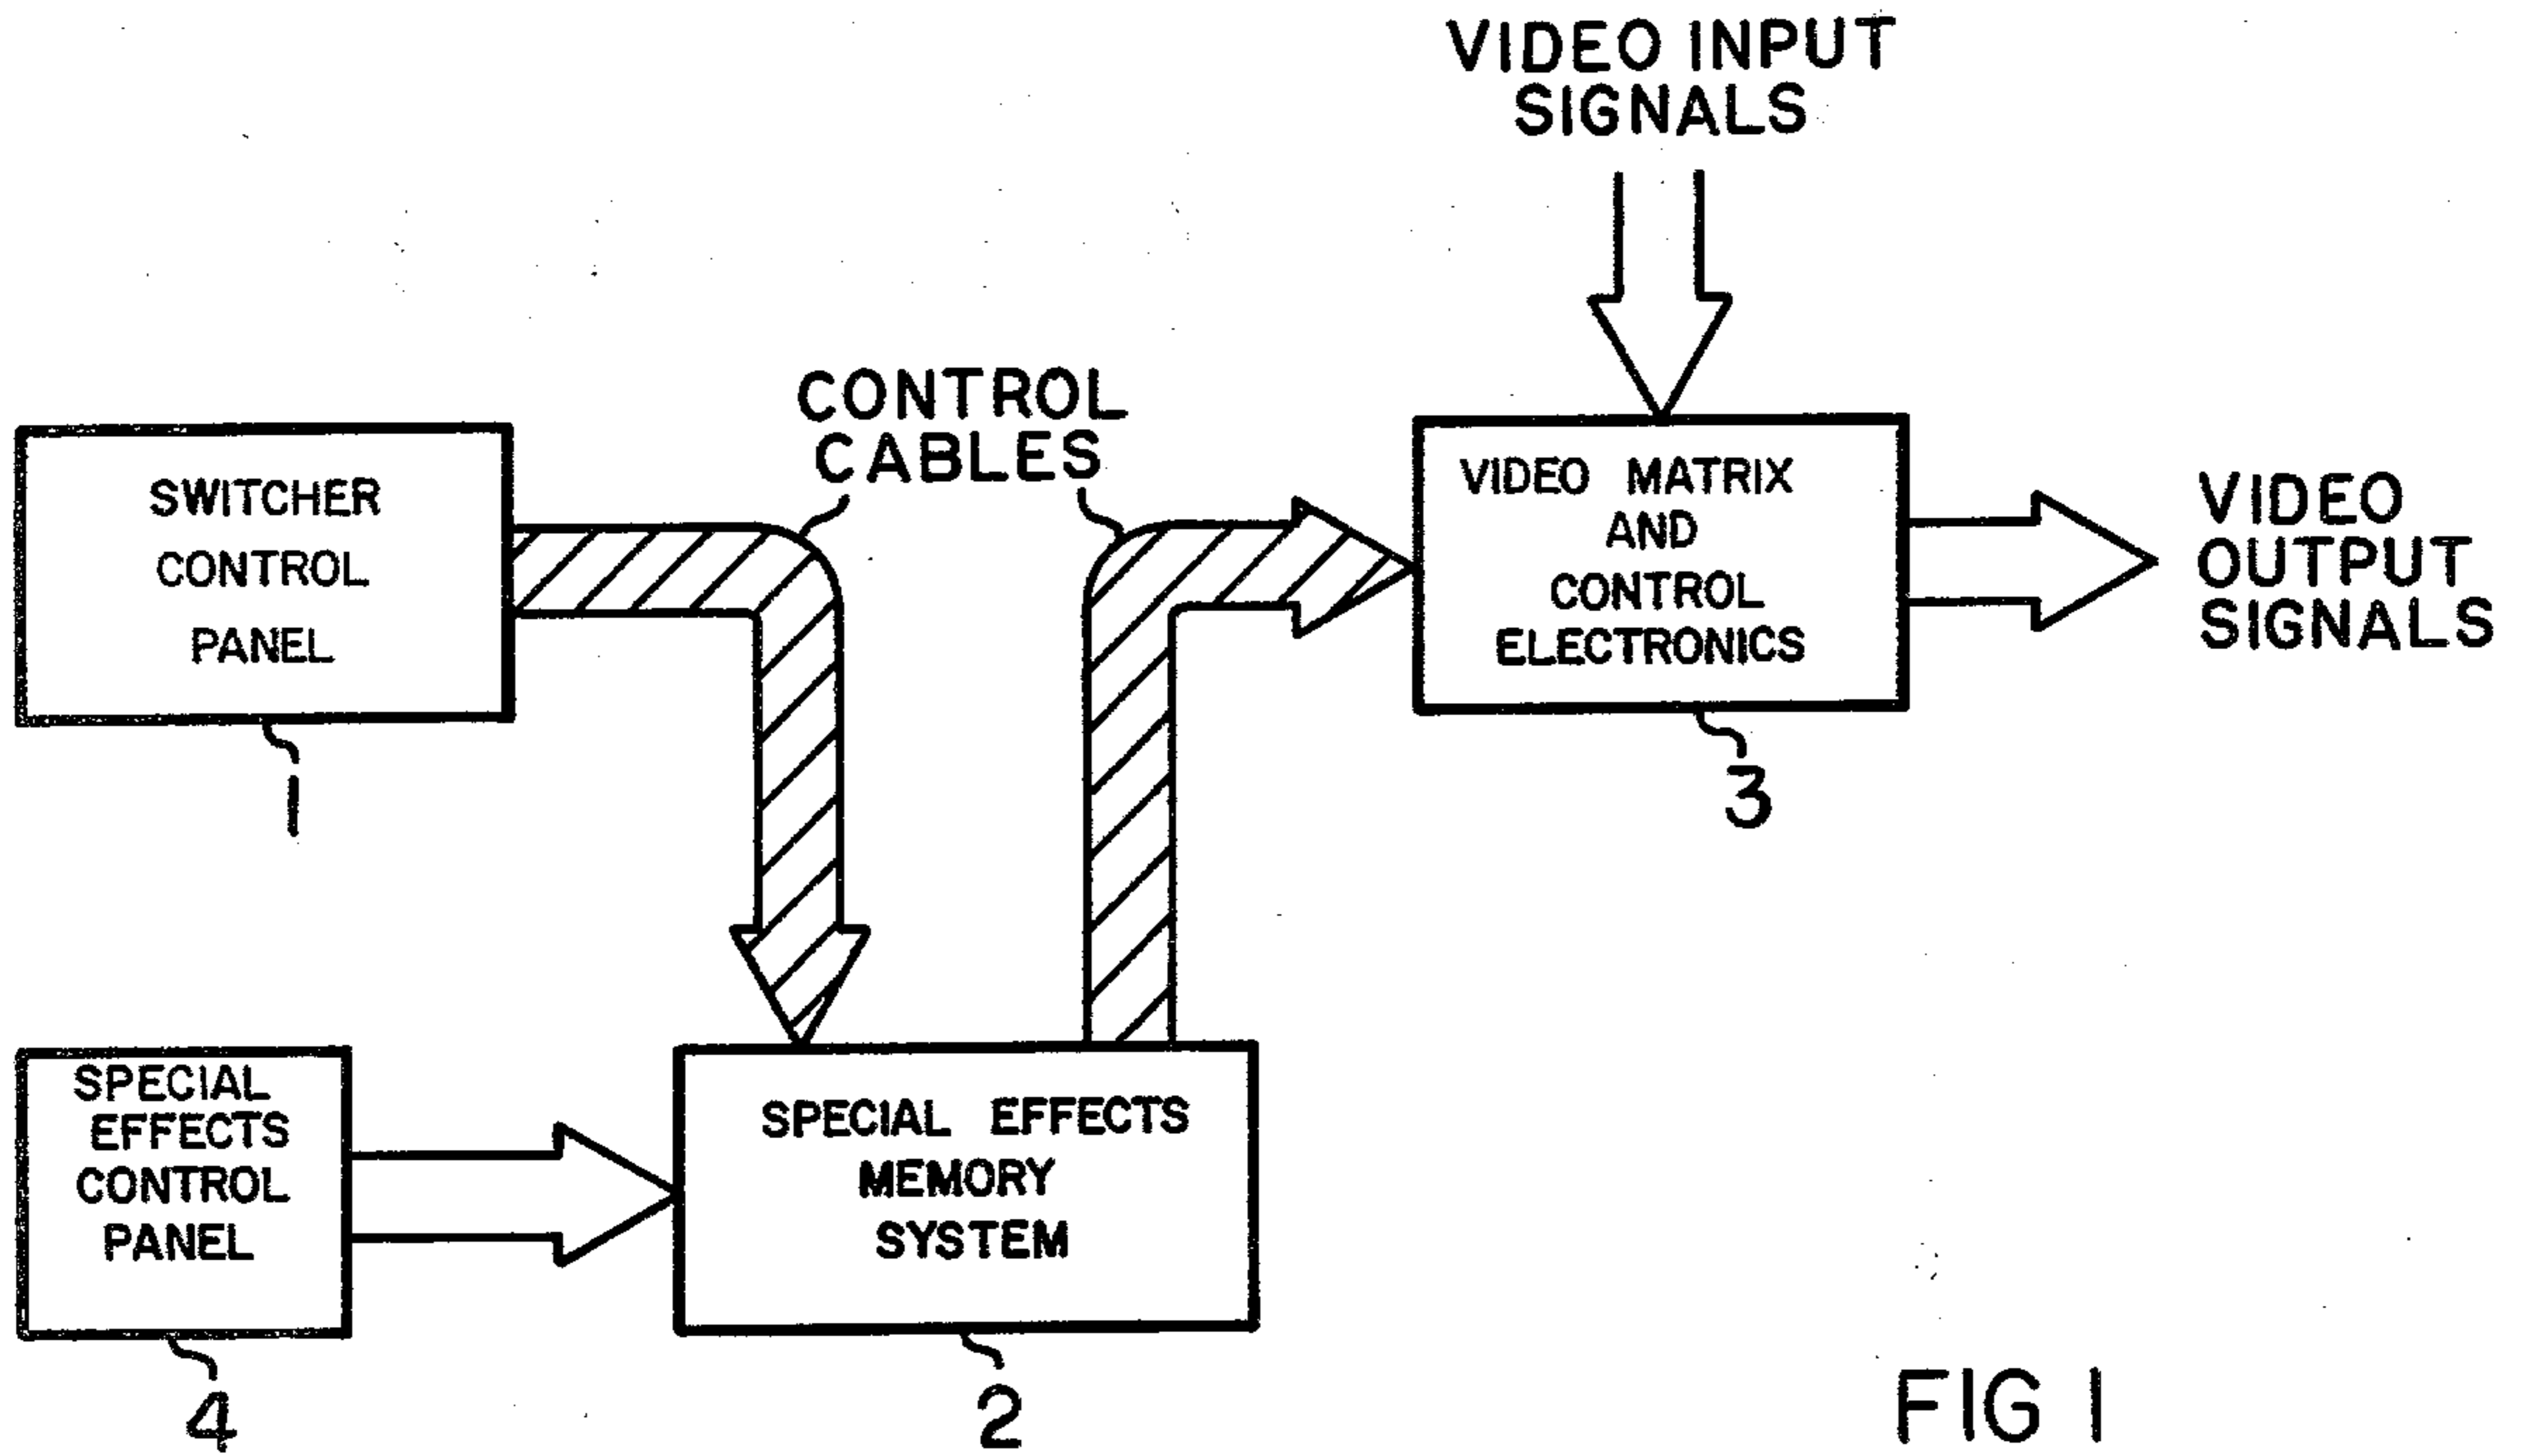 VIDEO INPUT
SIGNALS
CONTROL
CABLES
SWITCHER
CONTROL
PANEL
1
VIDEO MATRIX
AND
CONTROL
ELECTRONICS
3
VIDEO
OUTPUT
SIGNALS
SPECIAL
EFFECTS
CONTROL
PANEL
4
SPECIAL EFFECTS
MEMORY
SYSTEM
2
FIG 1